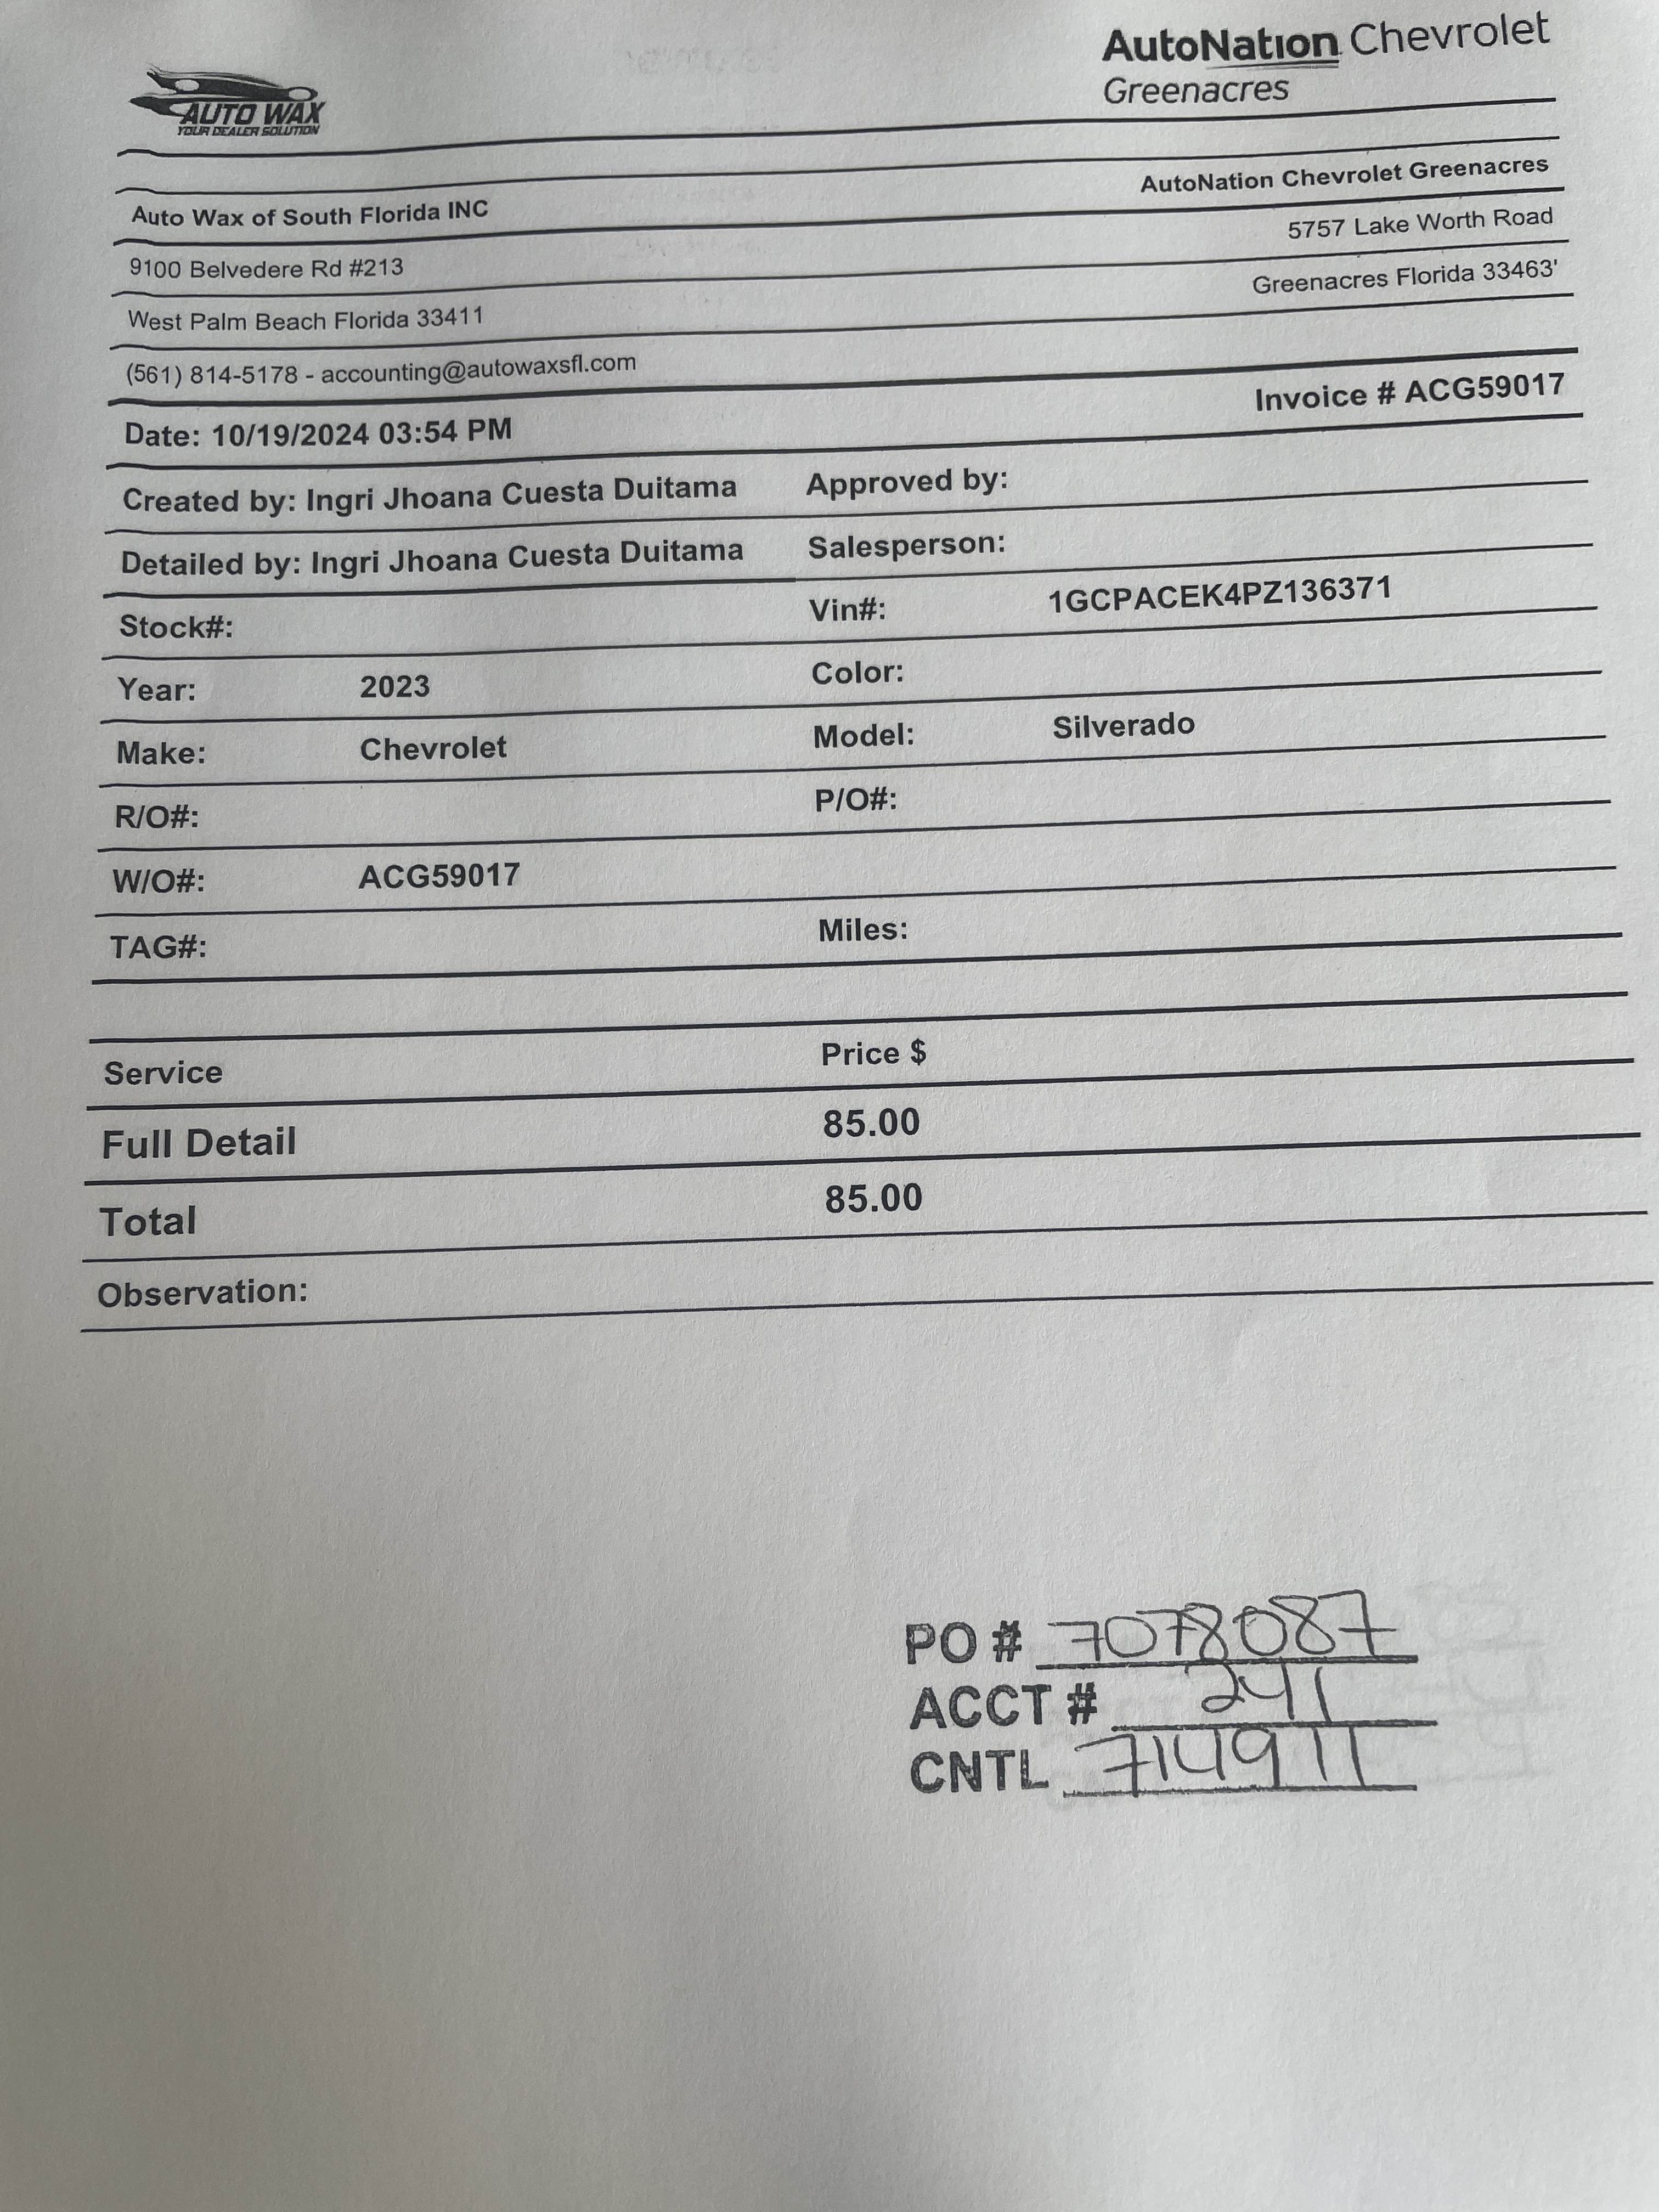 AUTO WAX
YOUR DEALER SOLUTION
AutoNation Chevrolet
Greenacres
Auto Wax of South Florida INC
AutoNation Chevrolet Greenacres
9100 Belvedere Rd #213
5757 Lake Worth Road
West Palm Beach Florida 33411
Greenacres Florida 33463'
(561) 814-5178 - accounting@autowaxsfl.com
Date: 10/19/2024 03:54 PM
Invoice # ACG59017
Created by: Ingri Jhoana Cuesta Duitama Approved by:
Detailed by: Ingri Jhoana Cuesta Duitama Salesperson:
Stock#: Vin#: 1GCPACEK4PZ136371
Year: 2023 Color:
Make: Chevrolet Model: Silverado
R/O#: P/O#:
W/O#: ACG59017
TAG#: Miles:
Service Price $
Full Detail 85.00
Total 85.00
Observation:
PO # 7078087
ACCT # 241
CNTL 714911